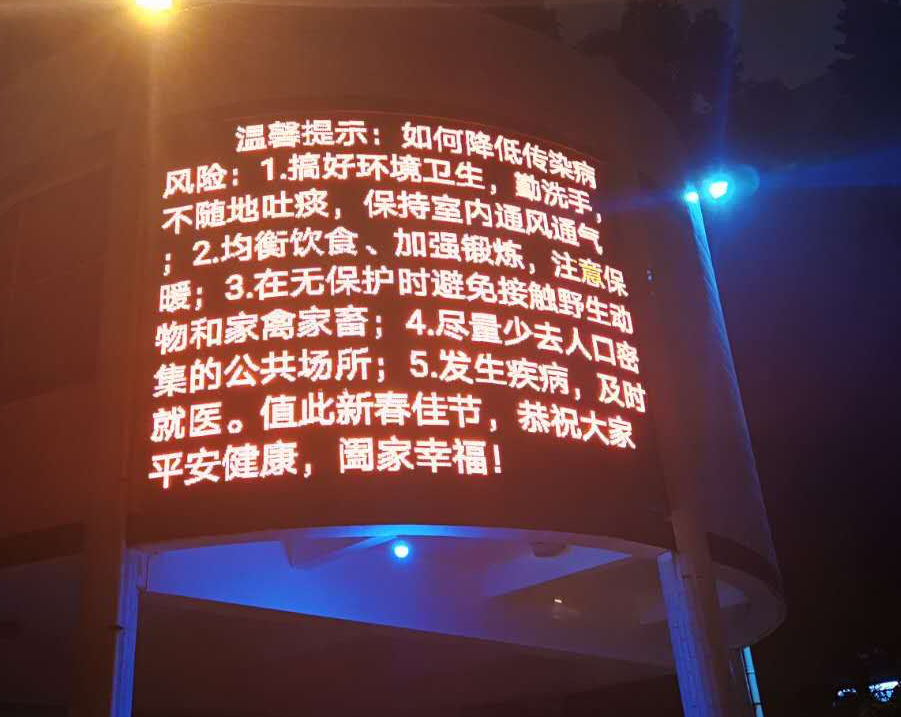 温馨提示：如何降低传染病
风险：1.搞好环境卫生，勤洗手，
不随地吐痰，保持室内通风通气
；2.均衡饮食、加强锻炼，注意保
暖；3.在无保护时避免接触野生动
物和家禽家畜；4.尽量少去人口密
集的公共场所；5.发生疾病，及时
就医。值此新春佳节，恭祝大家
平安健康，阖家幸福！